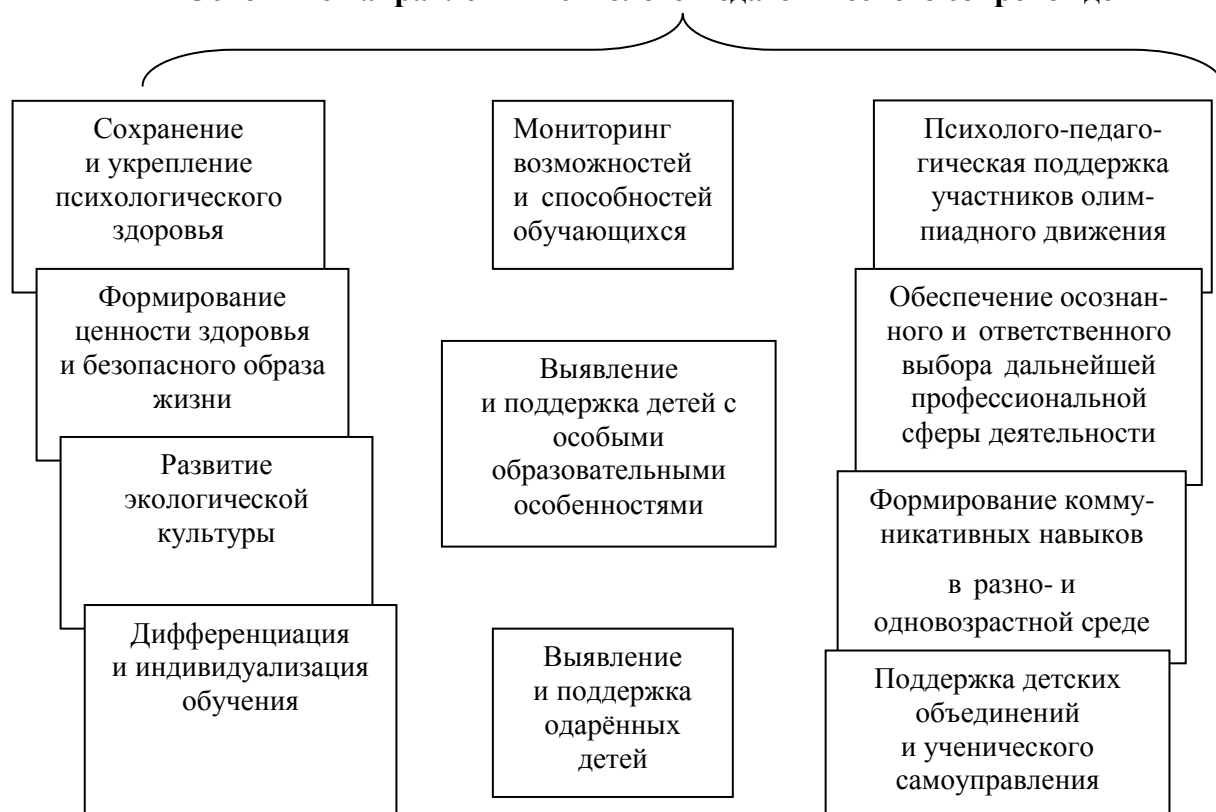 Сохранение
и укрепление
психологического
здоровья
Формирование
ценности здоровья
и безопасного образа
жизни
Развитие
экологической
культуры
Дифференциация
и индивидуализация
обучения
Мониторинг
возможностей
и способностей
обучающихся
Выявление
и поддержка детей с
особыми
образовательными
особенностями
Выявление
и поддержка
одарённых
детей
Психолого-педаго-
гическая поддержка
участников олим-
пиадного движения
Обеспечение осознан-
ного и ответственного
выбора дальнейшей
профессиональной
сферы деятельности
Формирование комму-
никативных навыков
в разно- и
одновозрастной среде
Поддержка детских
объединений
и ученического
самоуправления